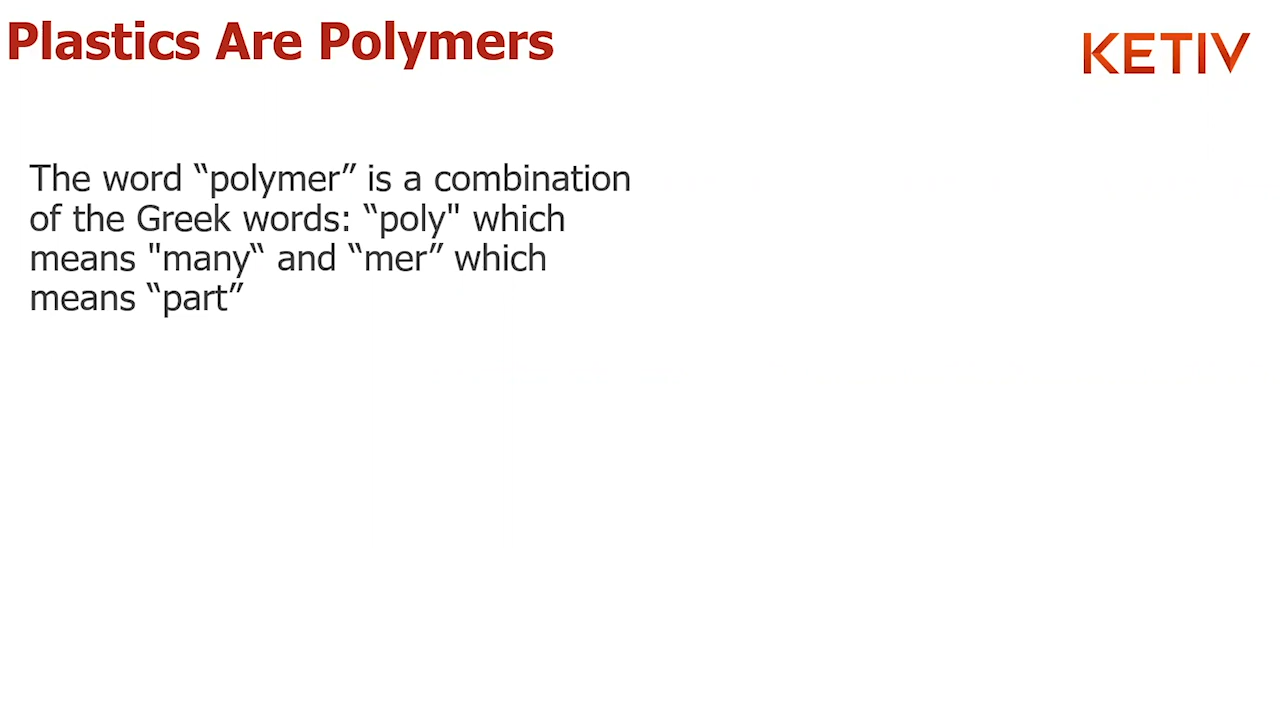 Plastics Are Polymers
KETIV
The word “polymer” is a combination
of the Greek words: “poly" which
means "many“ and “mer” which
means “part”